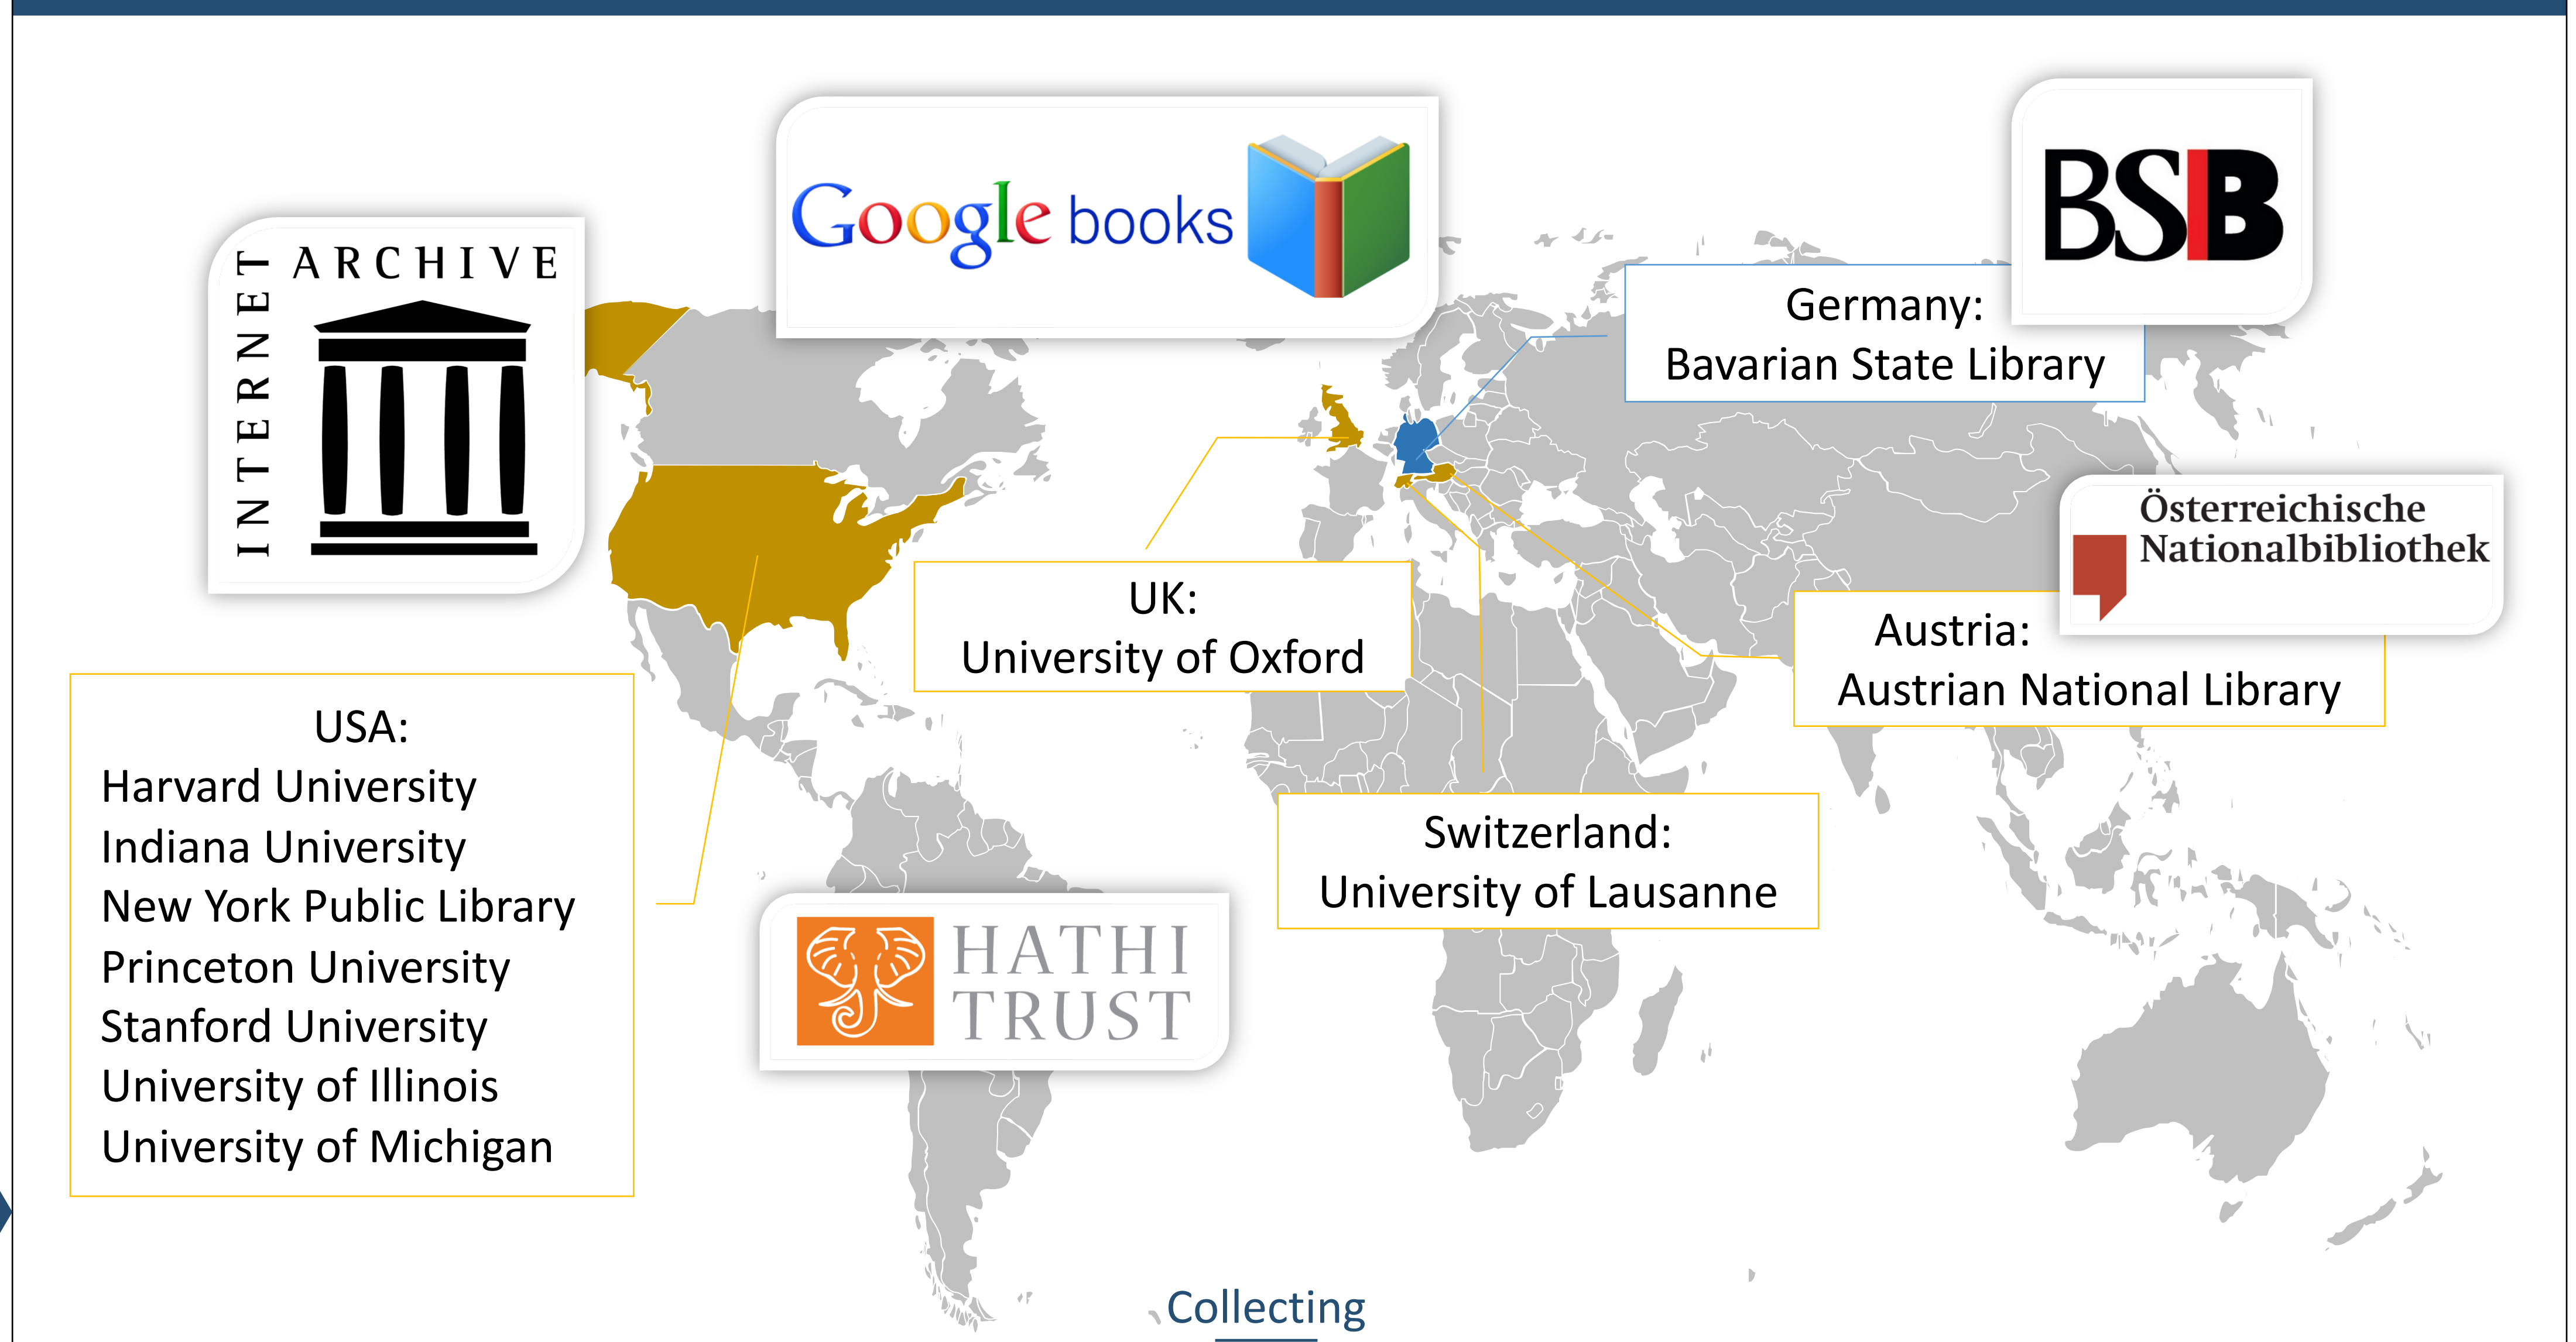 INTERNET
ARCHIVE
Google books
BSB
Germany:
Bavarian State Library
Österreichische
Nationalbibliothek
Austria:
Austrian National Library
UK:
University of Oxford
USA:
Harvard University
Indiana University
New York Public Library
Princeton University
Stanford University
University of Illinois
University of Michigan
Switzerland:
University of Lausanne
HATHI
TRUST
Collecting